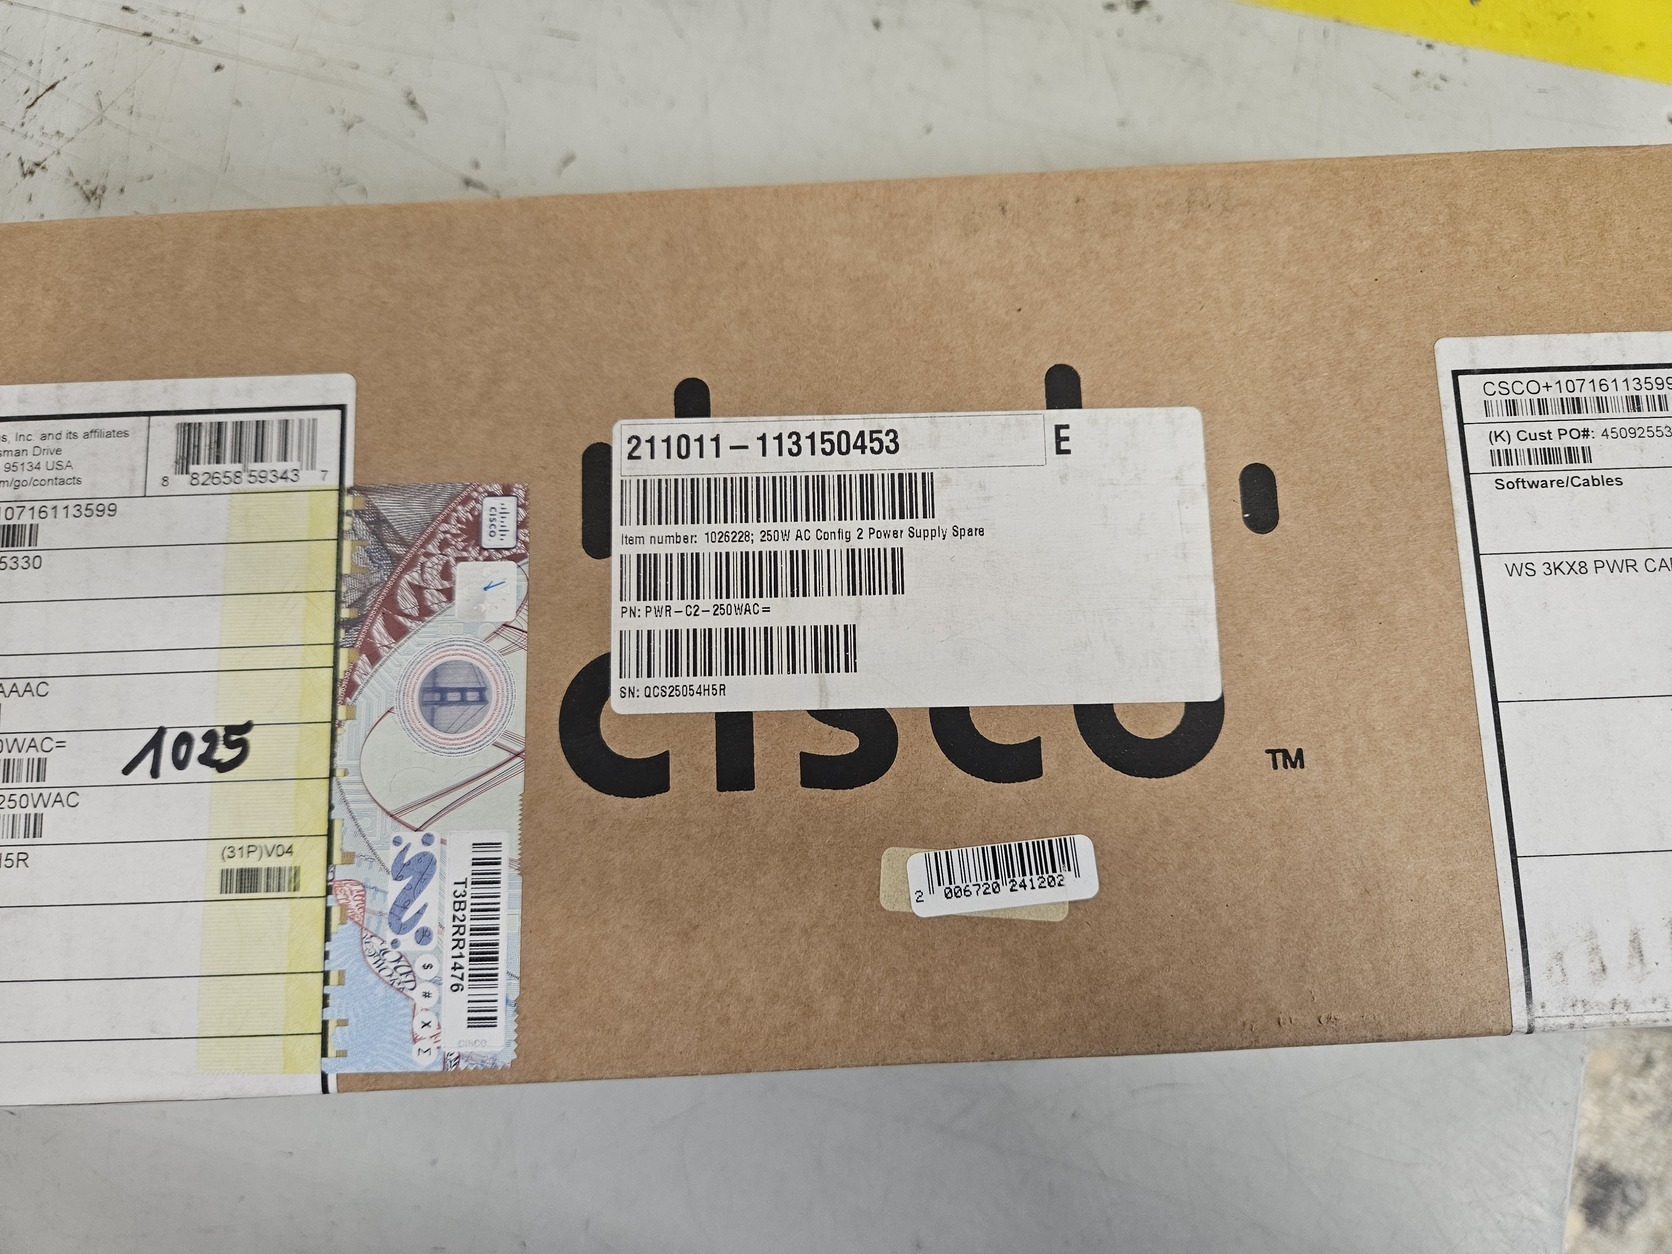 s, Inc. and its affiliates
sman Drive
95134 USA
m/go/contacts
8 82658 59343 7
10716113599
5330
AAAC
0WAC=
1025
250WAC
H5R
(31P)V04
CISCO
T3B2RR1476
$
#
X
Σ
CISCO
211011-113150453
E
Item number: 1026228; 250W AC Config 2 Power Supply Spare
PN: PWR-C2-250WAC=
SN: QCS25054H5R
CISCO
TM
2 006720 241202
CSCO+10716113599
(K) Cust PO#: 45092553
Software/Cables
WS 3KX8 PWR CA